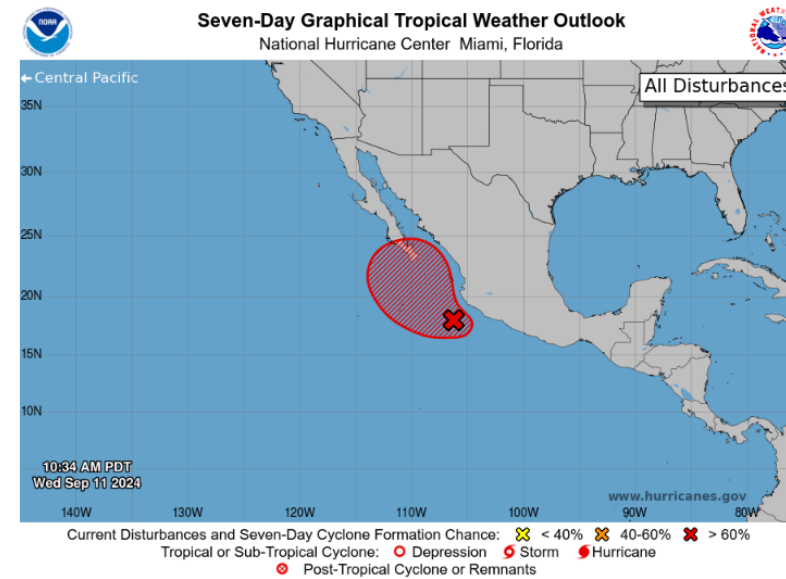 Seven-Day Graphical Tropical Weather Outlook
National Hurricane Center Miami, Florida
NOAA
← Central Pacific
All Disturbances
35N
30N
25N
20N
15N
10N
10:34 AM PDT
Wed Sep 11 2024
www.hurricanes.gov
140W 130W 120W 110W 100W 90W 80W
Current Disturbances and Seven-Day Cyclone Formation Chance: < 40% 40-60% > 60%
Tropical or Sub-Tropical Cyclone: Depression Storm Hurricane
Post-Tropical Cyclone or Remnants